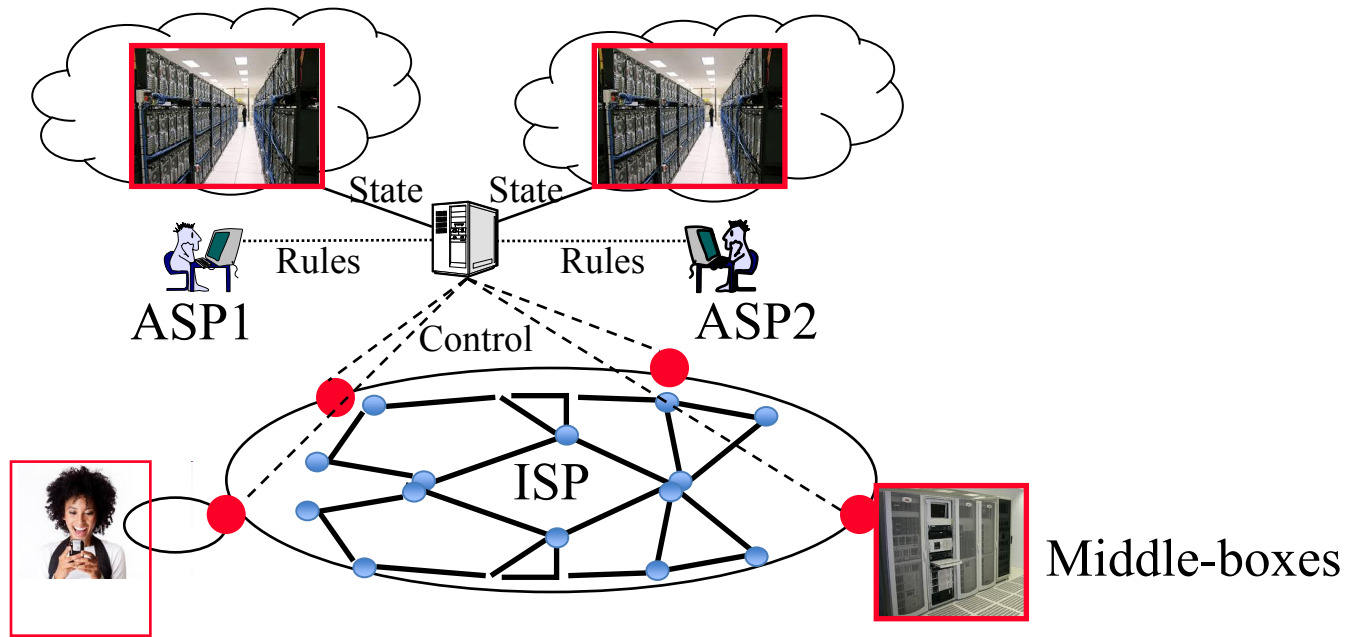 State State
Rules Rules
ASP1 ASP2
Control
ISP
Middle-boxes